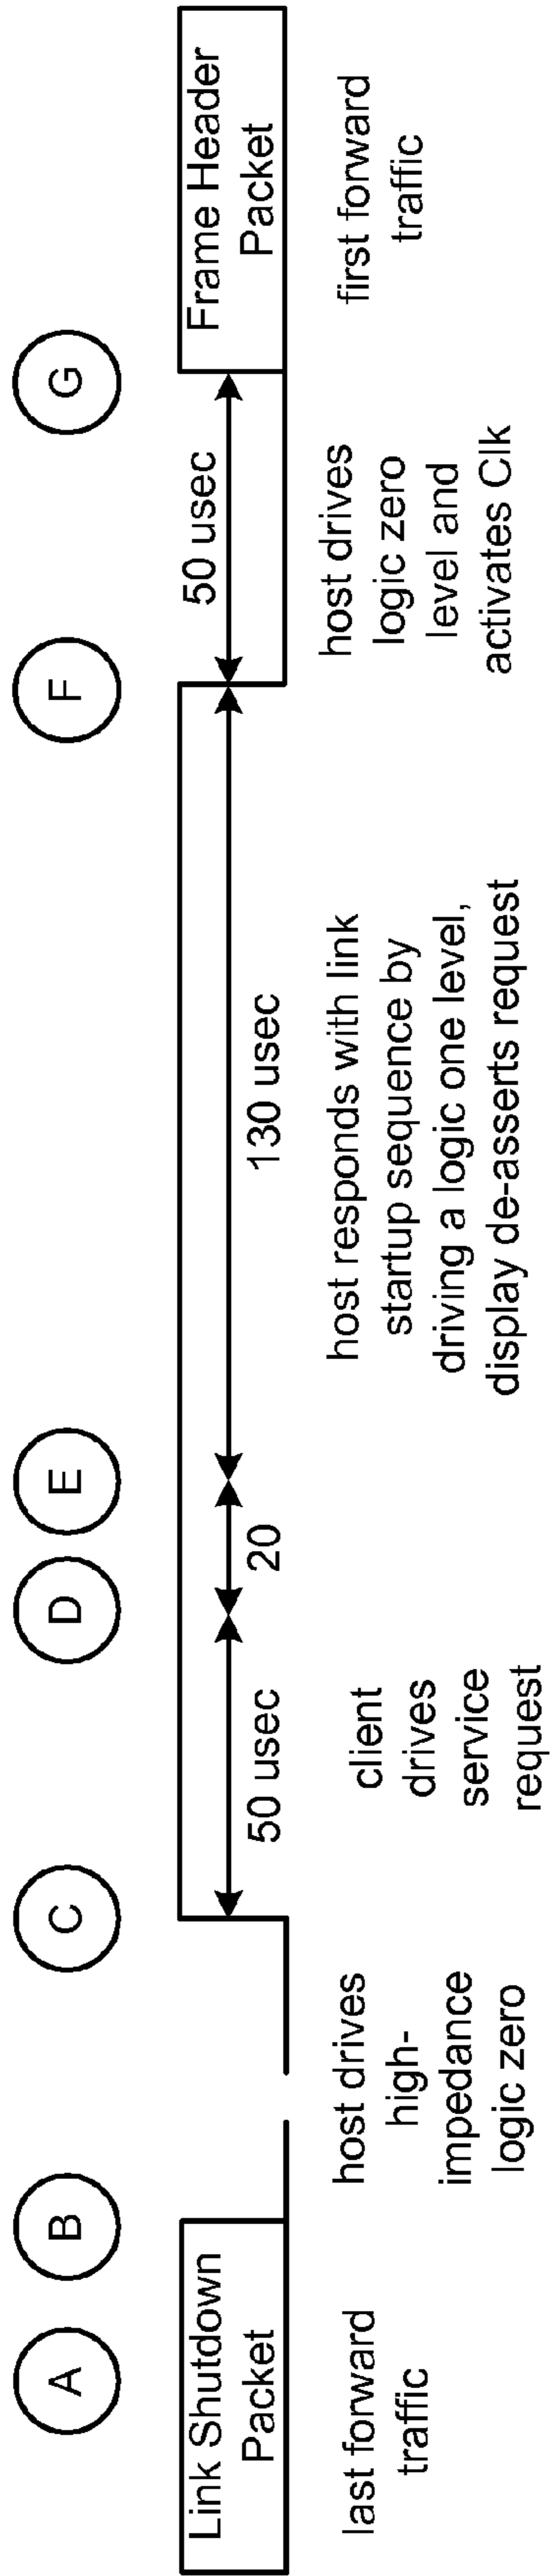 A
B
C
D
E
F
G
Link Shutdown
Packet
50 usec
20
130 usec
50 usec
Frame Header
Packet
last forward
traffic
host drives
high-
impedance
logic zero
client
drives
service
request
host responds with link
startup sequence by
driving a logic one level,
display de-asserts request
host drives
logic zero
level and
activates Clk
first forward
traffic